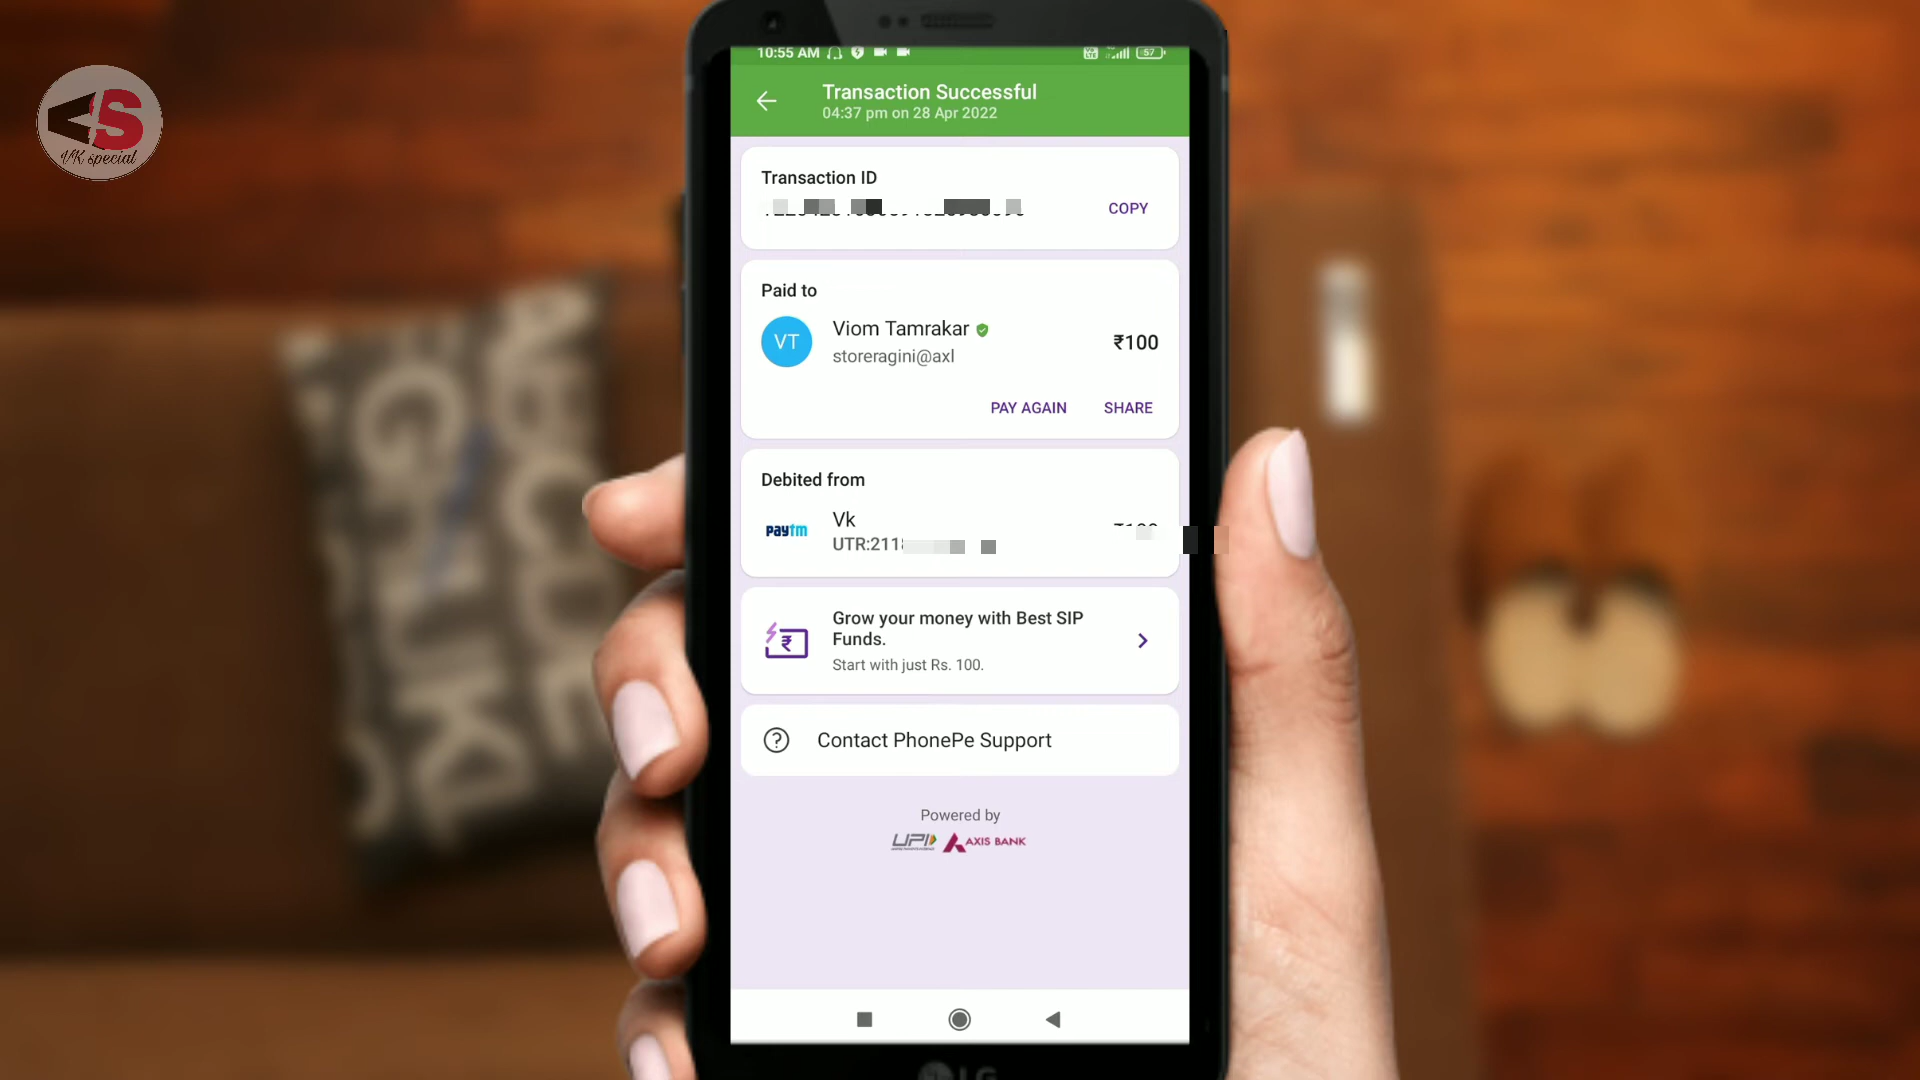 VK special
10:55 AM
57
Transaction Successful
04:37 pm on 28 Apr 2022
Transaction ID
COPY
Paid to
VT
Viom Tamrakar
₹100
storeragini@axl
PAY AGAIN
SHARE
Debited from
paytm
Vk
UTR:211
Grow your money with Best SIP
Funds.
Start with just Rs. 100.
Contact PhonePe Support
Powered by
UPI
AXIS BANK
LG